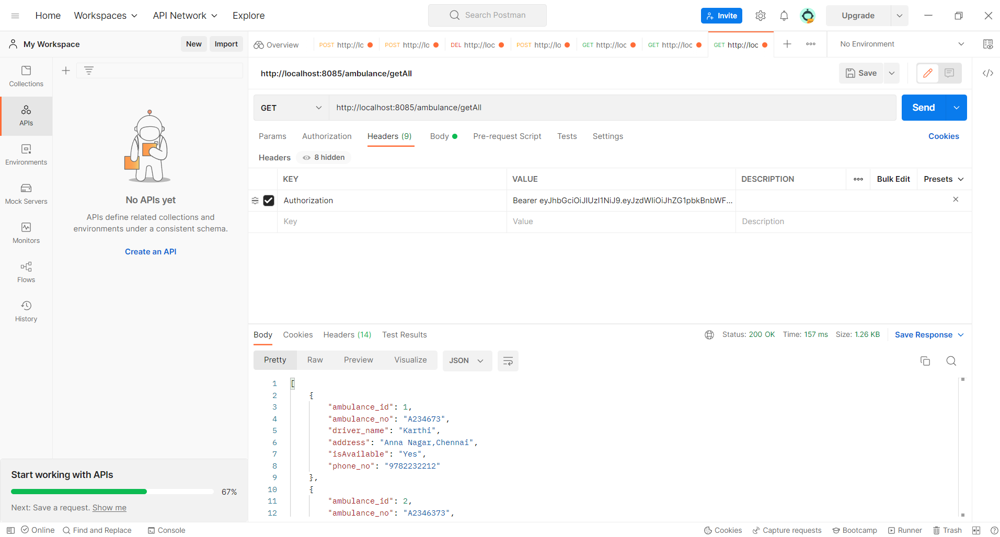 Home Workspaces API Network Explore Search Postman Invite Upgrade
My Workspace New Import Overview POST http://lc POST http://lo DEL http://loc POST http://lo GET http://loc GET http://loc GET http://loc No Environment
Collections
APIs
Environments
Mock Servers
Monitors
Flows
History
No APIs yet
APIs define related collections and
environments under a consistent schema.
Create an API
Start working with APIs
67%
Next: Save a request. Show me
http://localhost:8085/ambulance/getAll Save
GET http://localhost:8085/ambulance/getAll Send
Params Authorization Headers (9) Body Pre-request Script Tests Settings Cookies
Headers 8 hidden
KEY VALUE DESCRIPTION Bulk Edit Presets
Authorization Bearer eyJhbGciOiJIUzI1NiJ9.eyJzdWIiOiJhZG1pbkBnbWF...
Key Value Description
Body Cookies Headers (14) Test Results Status: 200 OK Time: 157 ms Size: 1.26 KB Save Response
Pretty Raw Preview Visualize JSON
1 [
2 {
3 "ambulance_id": 1,
4 "ambulance_no": "A234673",
5 "driver_name": "Karthi",
6 "address": "Anna Nagar,Chennai",
7 "isAvailable": "Yes",
8 "phone_no": "9782232212"
9 },
10 {
11 "ambulance_id": 2,
12 "ambulance_no": "A2346373",
Online Find and Replace Console Cookies Capture requests Bootcamp Runner Trash